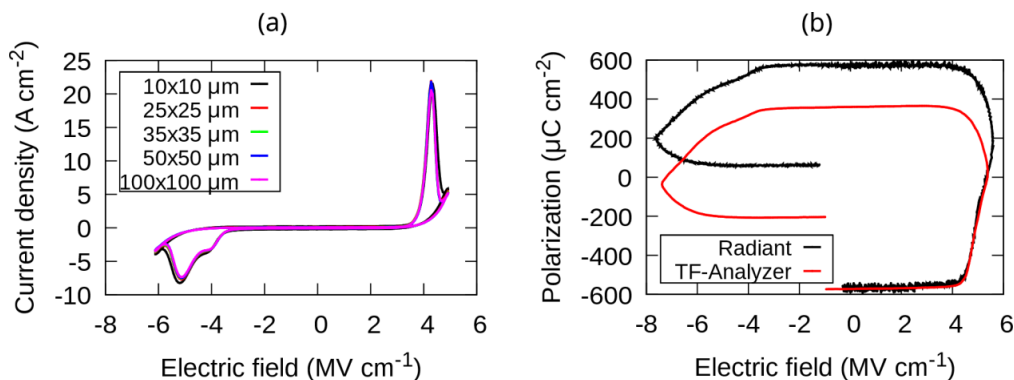 (a)
Current density (A cm⁻²)
25
20
15
10
5
0
-5
-10
10x10 µm
25x25 µm
35x35 µm
50x50 µm
100x100 µm
-8 -6 -4 -2 0 2 4 6
Electric field (MV cm⁻¹)
(b)
Polarization (µC cm⁻²)
600
400
200
0
-200
-400
-600
Radiant
TF-Analyzer
-8 -6 -4 -2 0 2 4 6
Electric field (MV cm⁻¹)